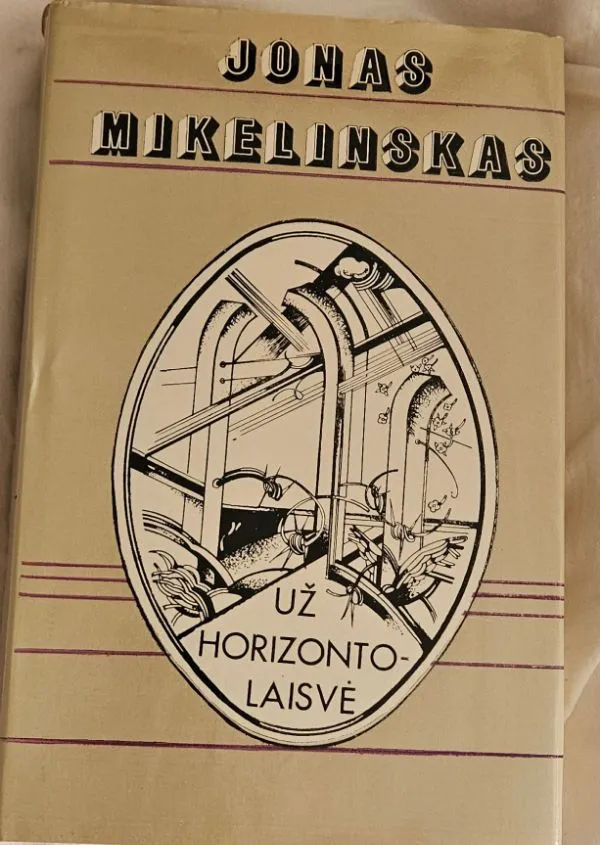 JONAS
MIKELINSKAS
UŽ
HORIZONTO-
LAISVĖ